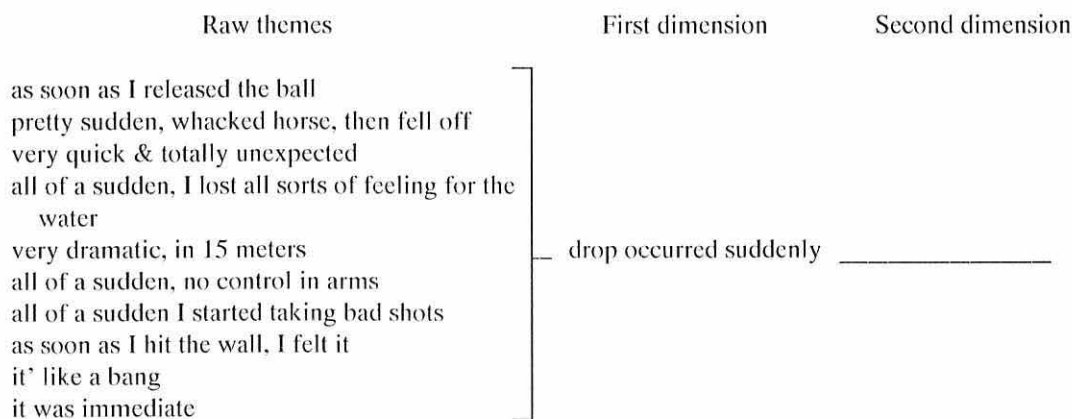 Raw themes First dimension Second dimension
as soon as I released the ball
pretty sudden, whacked horse, then fell off
very quick & totally unexpected
all of a sudden, I lost all sorts of feeling for the
water
very dramatic, in 15 meters
drop occurred suddenly
all of a sudden, no control in arms
all of a sudden I started taking bad shots
as soon as I hit the wall, I felt it
it' like a bang
it was immediate